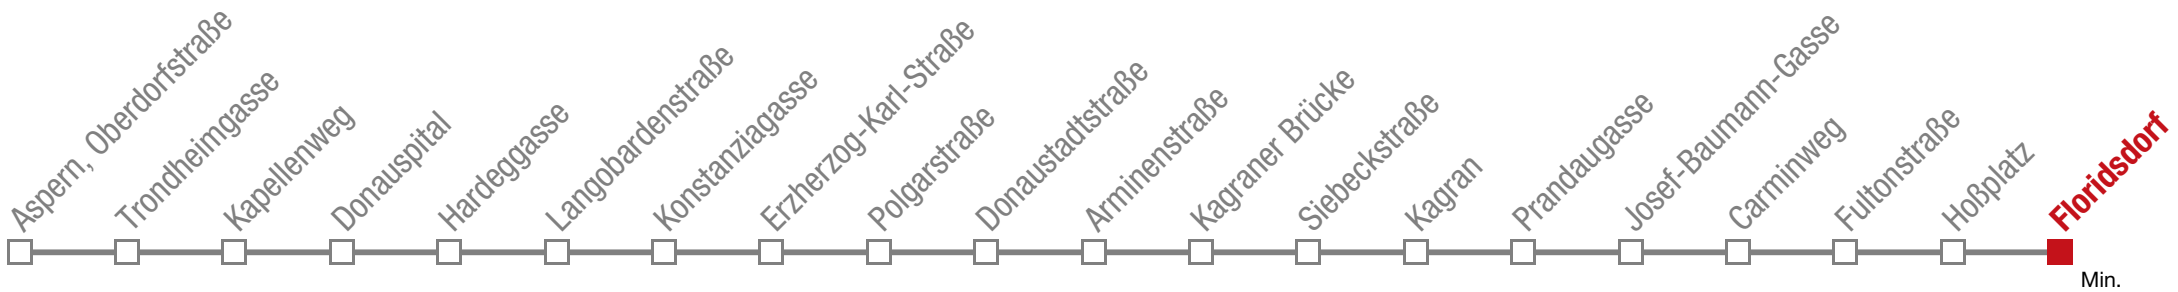 Aspern, Oberdorfstraße
Trondheimgasse
Kapellenweg
Donauspital
Hardeggasse
Langobardenstraße
Konstanziagasse
Erzherzog-Karl-Straße
Polgarstraße
Donaustadtstraße
Arminenstraße
Kagraner Brücke
Siebeckstraße
Kagran
Prandaugasse
Josef-Baumann-Gasse
Carminweg
Fultonstraße
Hoßplatz
Floridsdorf
Min.